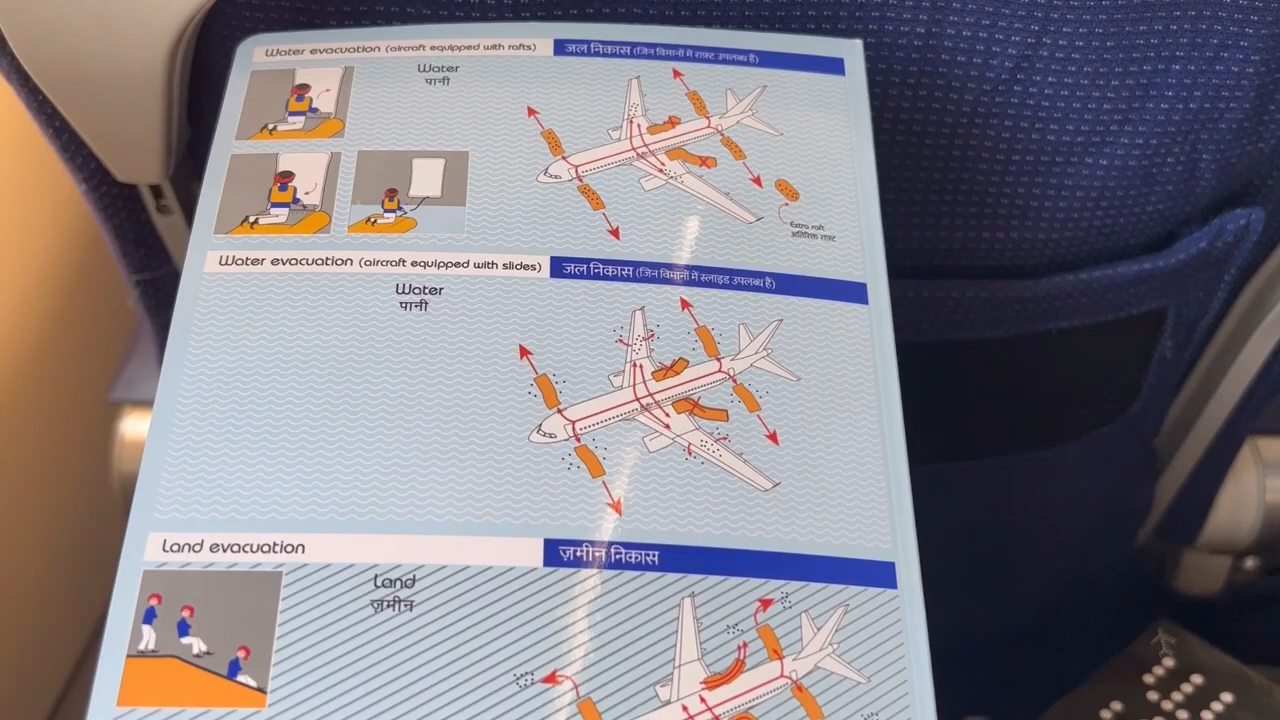 Water evacuation (aircraft equipped with rafts)
जल निकास (जिन विमानों में राफ़्ट उपलब्ध हैं)
Water
पानी
Extra raft
अतिरिक्त राफ़्ट
Water evacuation (aircraft equipped with slides)
जल निकास (जिन विमानों में स्लाइड उपलब्ध हैं)
Water
पानी
Land evacuation
ज़मीन निकास
Land
ज़मीन